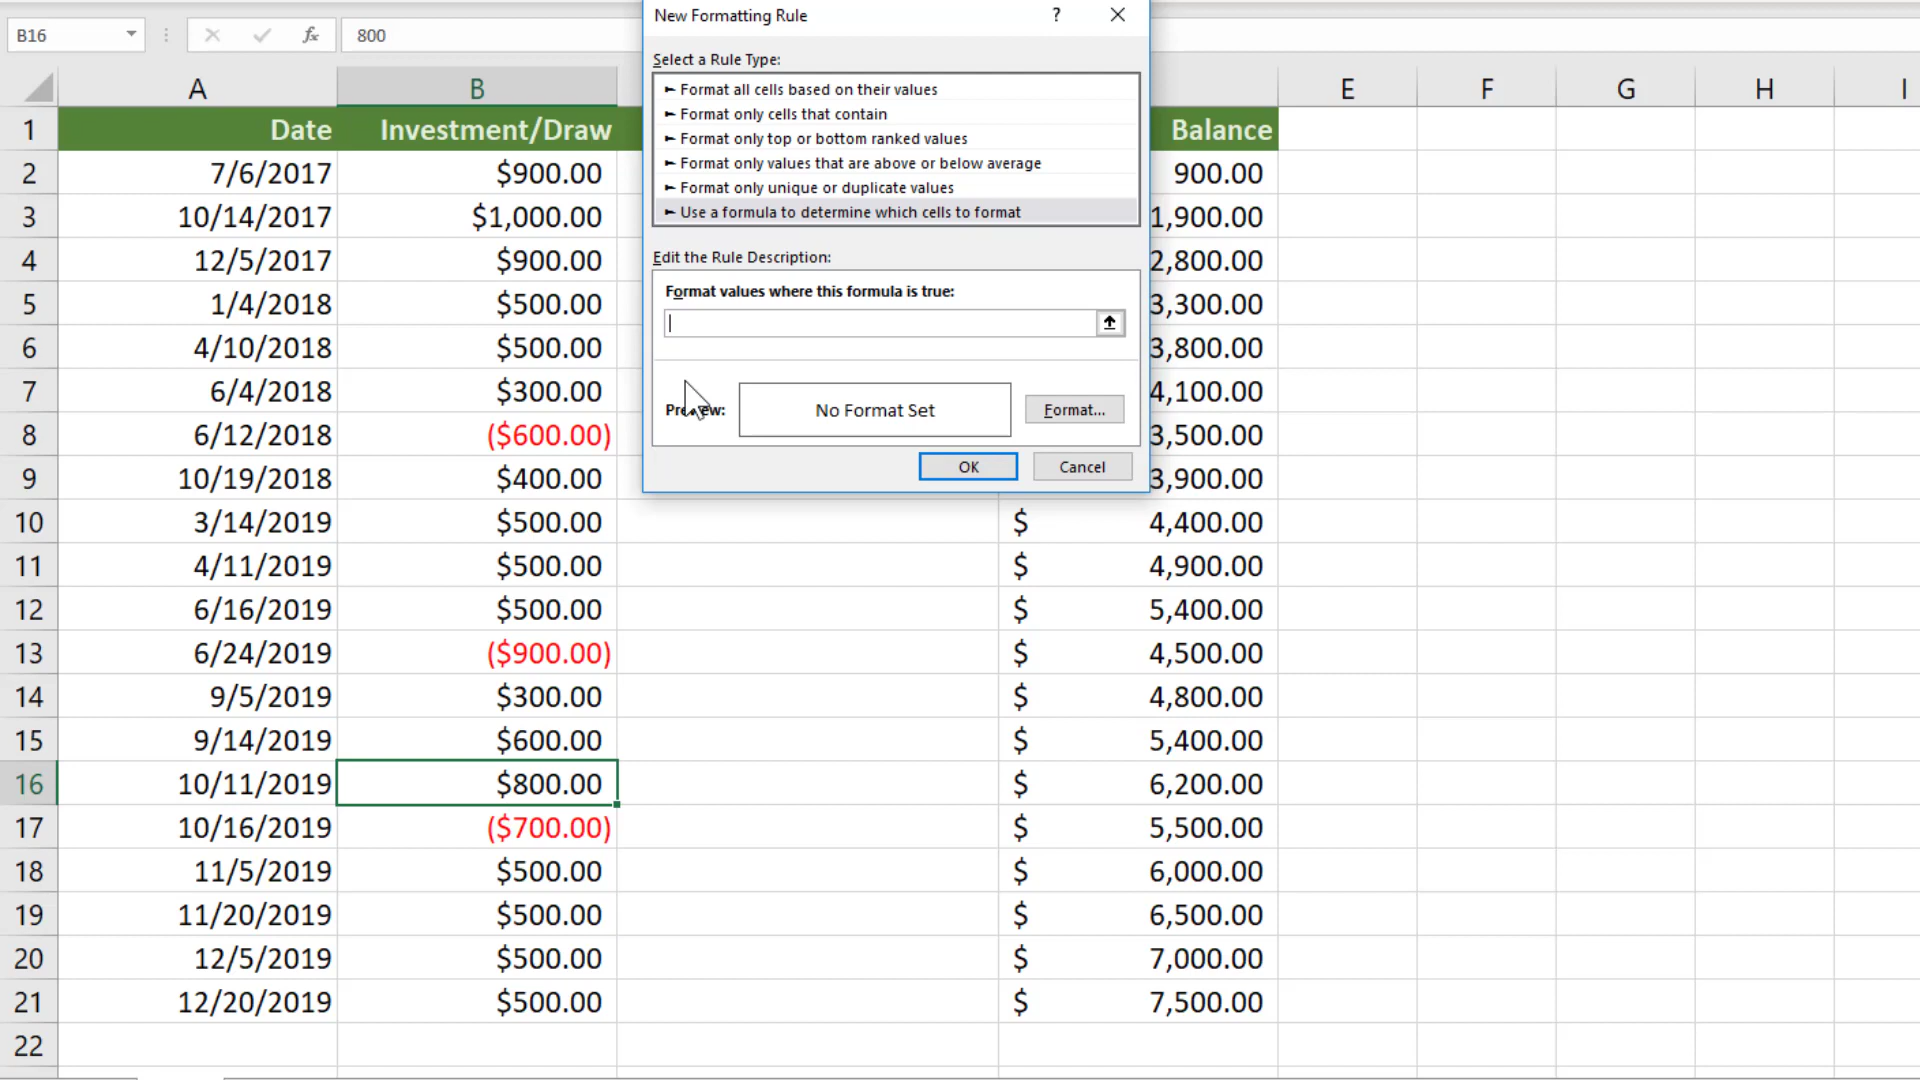 B16 fx 800
New Formatting Rule ?
Select a Rule Type:
► Format all cells based on their values
► Format only cells that contain
► Format only top or bottom ranked values
► Format only values that are above or below average
► Format only unique or duplicate values
► Use a formula to determine which cells to format
Edit the Rule Description:
Format values where this formula is true:
Preview: No Format Set Format...
OK Cancel
A B E F G H I
1 Date Investment/Draw Balance
2 7/6/2017 $900.00 900.00
3 10/14/2017 $1,000.00 1,900.00
4 12/5/2017 $900.00 2,800.00
5 1/4/2018 $500.00 3,300.00
6 4/10/2018 $500.00 3,800.00
7 6/4/2018 $300.00 4,100.00
8 6/12/2018 ($600.00) 3,500.00
9 10/19/2018 $400.00 3,900.00
10 3/14/2019 $500.00 $ 4,400.00
11 4/11/2019 $500.00 $ 4,900.00
12 6/16/2019 $500.00 $ 5,400.00
13 6/24/2019 ($900.00) $ 4,500.00
14 9/5/2019 $300.00 $ 4,800.00
15 9/14/2019 $600.00 $ 5,400.00
16 10/11/2019 $800.00 $ 6,200.00
17 10/16/2019 ($700.00) $ 5,500.00
18 11/5/2019 $500.00 $ 6,000.00
19 11/20/2019 $500.00 $ 6,500.00
20 12/5/2019 $500.00 $ 7,000.00
21 12/20/2019 $500.00 $ 7,500.00
22